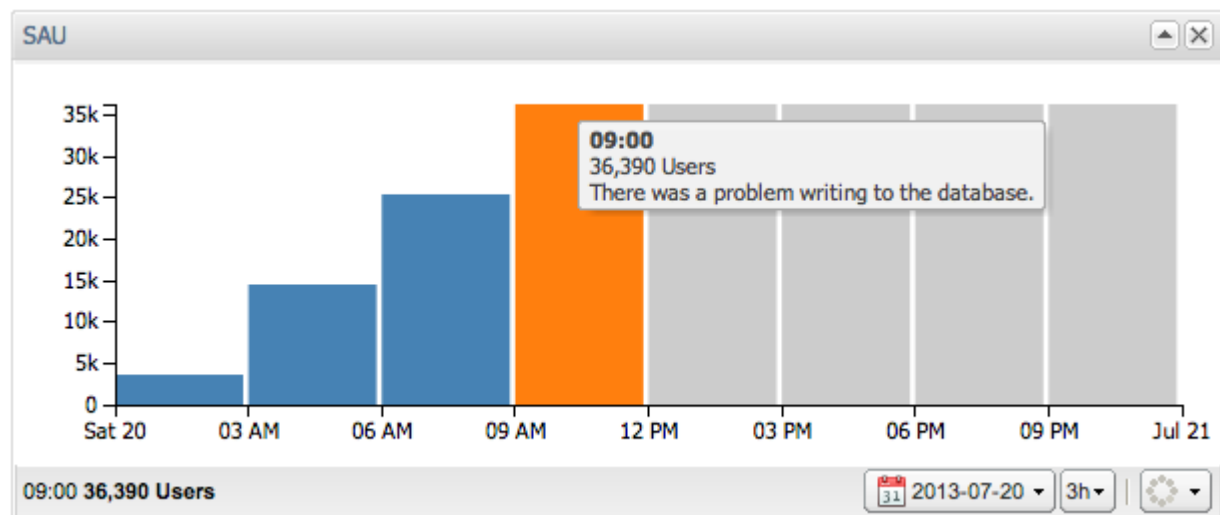 SAU
35k
30k
25k
20k
15k
10k
5k
0
09:00
36,390 Users
There was a problem writing to the database.
Sat 20 03 AM 06 AM 09 AM 12 PM 03 PM 06 PM 09 PM Jul 21
09:00 36,390 Users 31 2013-07-20 3h